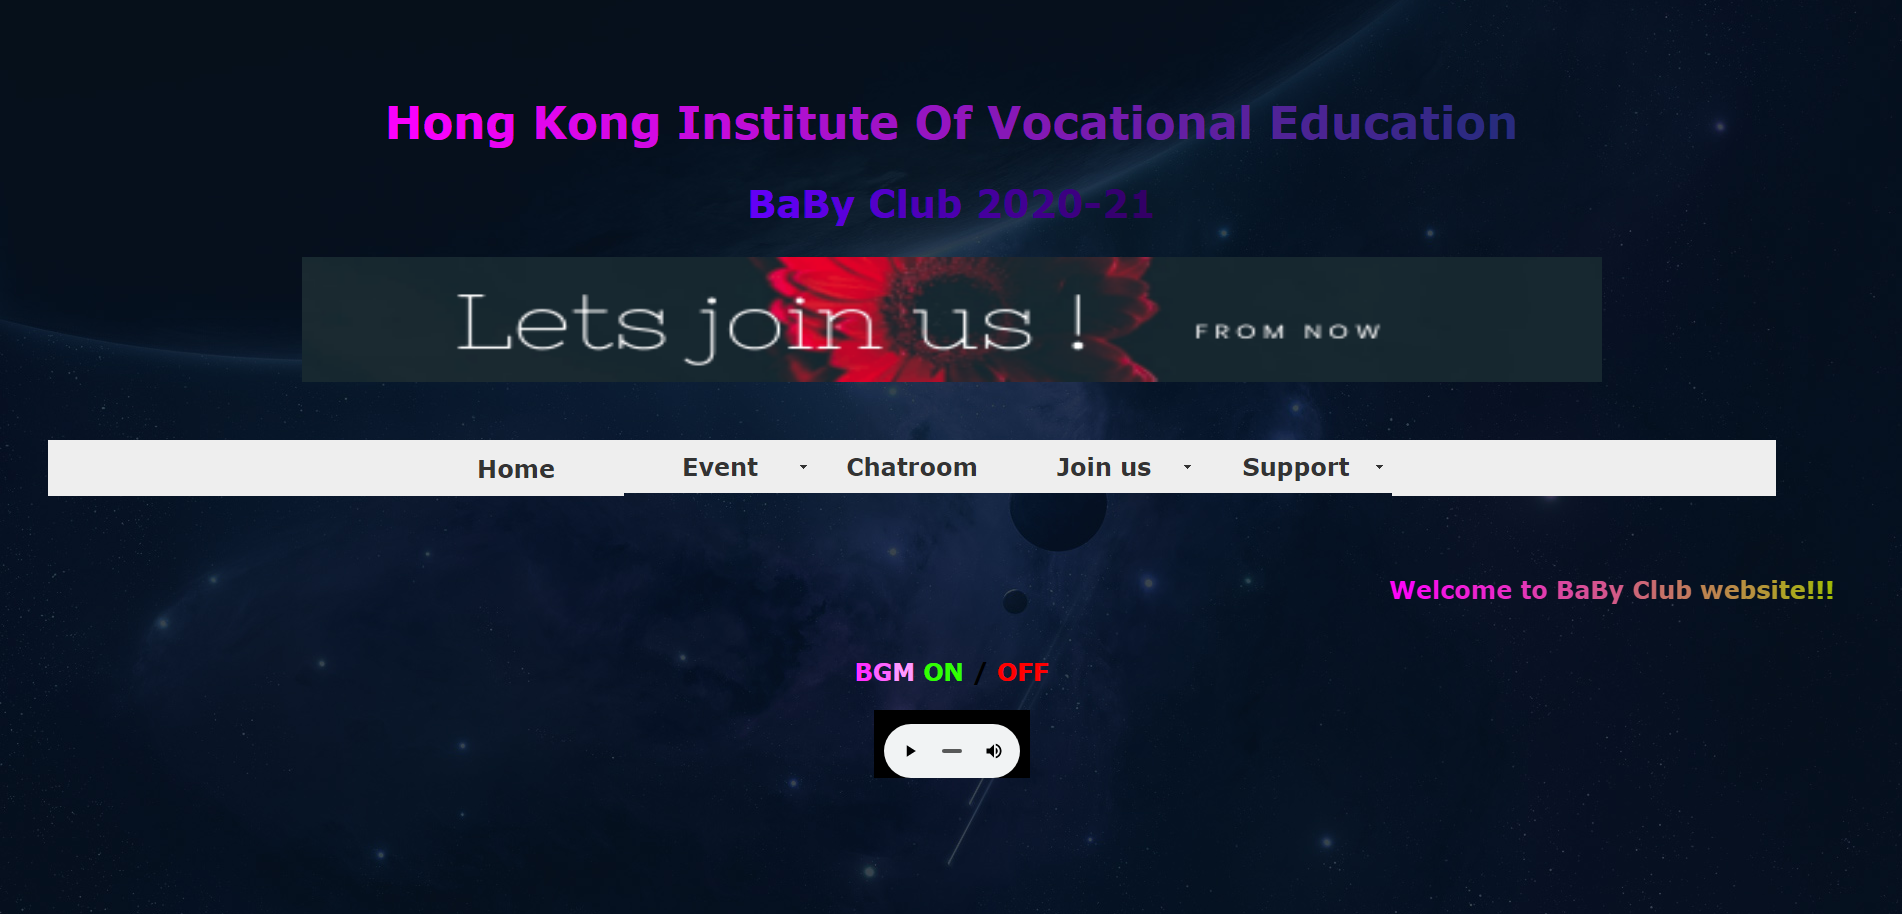 Hong Kong Institute Of Vocational Education
BaBy Club 2020-21
Lets join us ! FROM NOW
Home Event Chatroom Join us Support
Welcome to BaBy Club website!!!
BGM ON / OFF